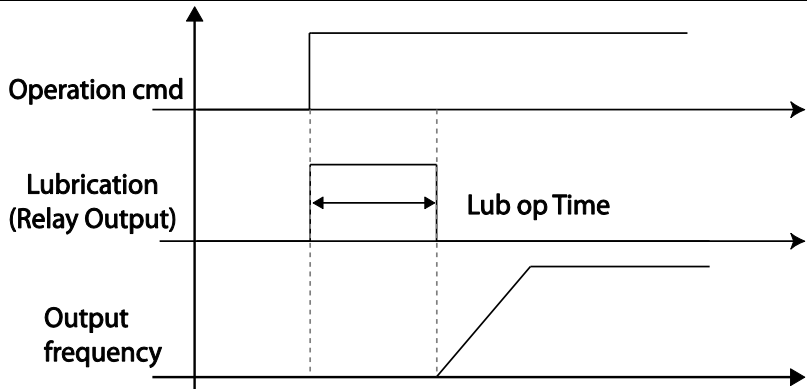 Operation cmd
Lubrication
(Relay Output)
Lub op Time
Output
frequency